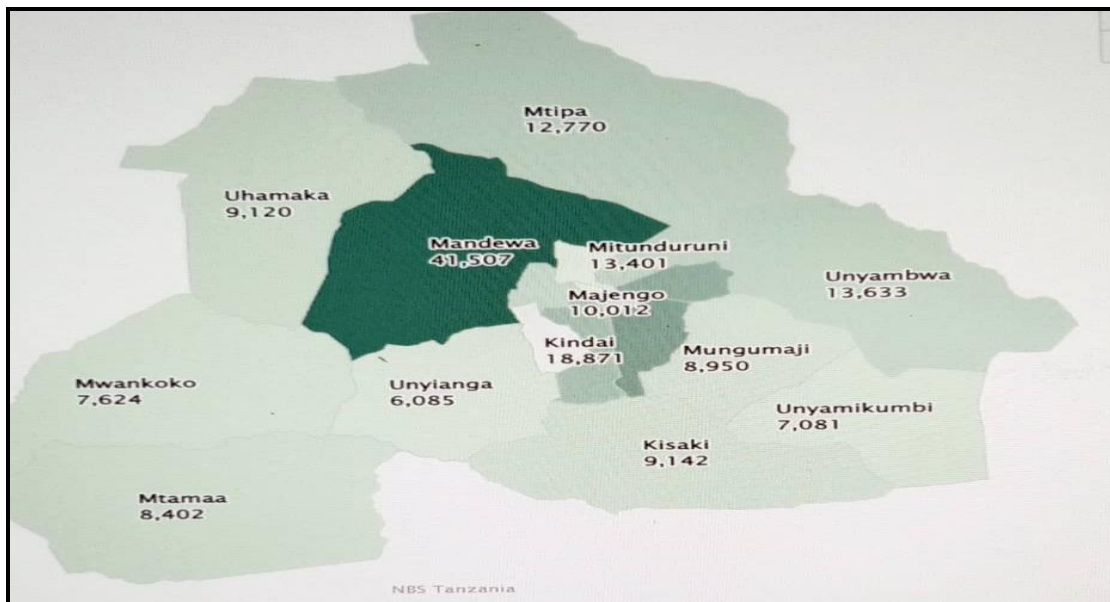 Mtipa
12,770
Uhamaka
9,120
Mandewa
41,507
Mitunduruni
13,401
Unyambwa
13,633
Majengo
10,012
Kindai
18,871
Mungumaji
8,950
Mwankoko
7,624
Unyianga
6,085
Unyamikumbi
7,081
Kisaki
9,142
Mtamaa
8,402
NBS Tanzania